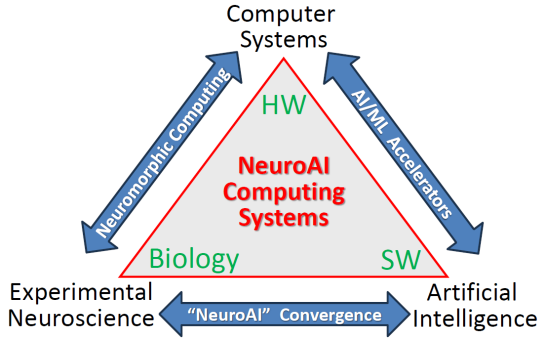 Computer
Systems
Neuromorphic Computing
AI/ML Accelerators
HW
NeuroAI
Computing
Systems
Biology
SW
Experimental
Neuroscience
"NeuroAI" Convergence
Artificial
Intelligence